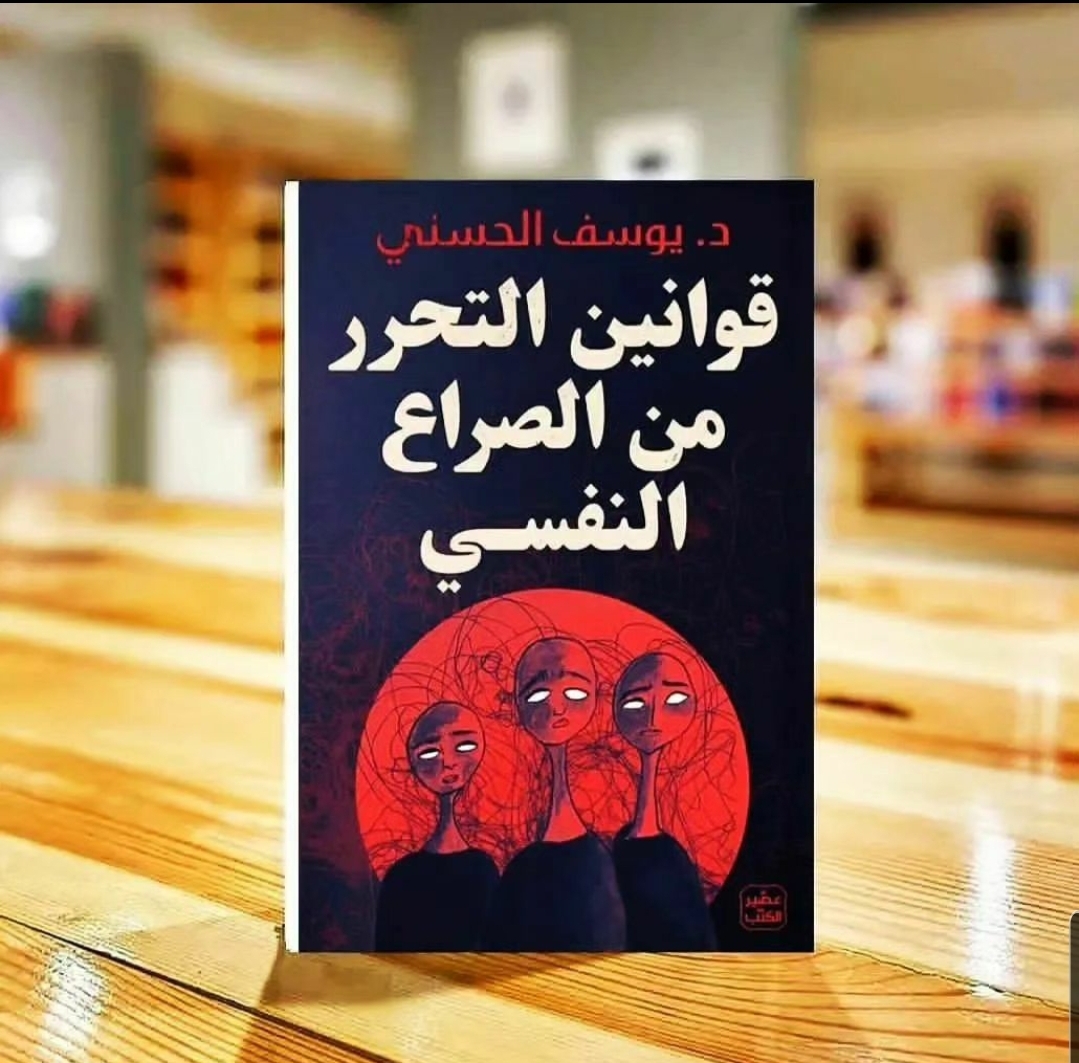 د. يوسف الحسني
قوانين التحرر
من الصراع
النفسي
عصير
الكتب